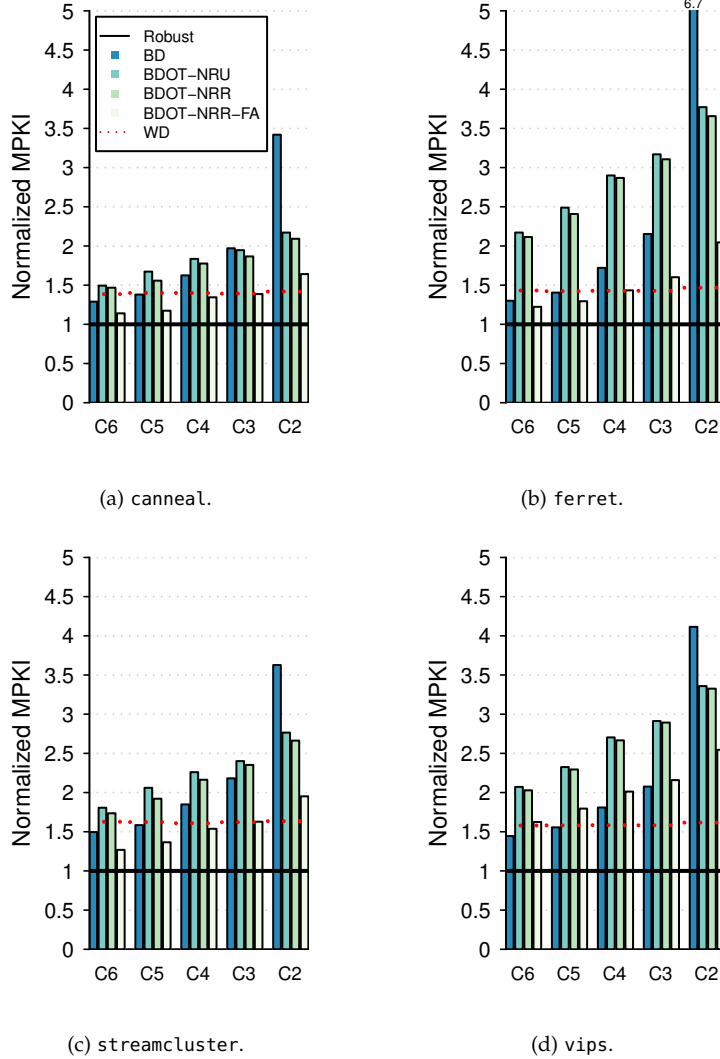 Normalized MPKI
5
4.5
4
3.5
3
2.5
2
1.5
1
0.5
0
Robust
BD
BDOT−NRU
BDOT−NRR
BDOT−NRR−FA
WD
C6 C5 C4 C3 C2
(a) canneal.
Normalized MPKI
5
4.5
4
3.5
3
2.5
2
1.5
1
0.5
0
6.7
C6 C5 C4 C3 C2
(b) ferret.
Normalized MPKI
5
4.5
4
3.5
3
2.5
2
1.5
1
0.5
0
C6 C5 C4 C3 C2
(c) streamcluster.
Normalized MPKI
5
4.5
4
3.5
3
2.5
2
1.5
1
0.5
0
C6 C5 C4 C3 C2
(d) vips.